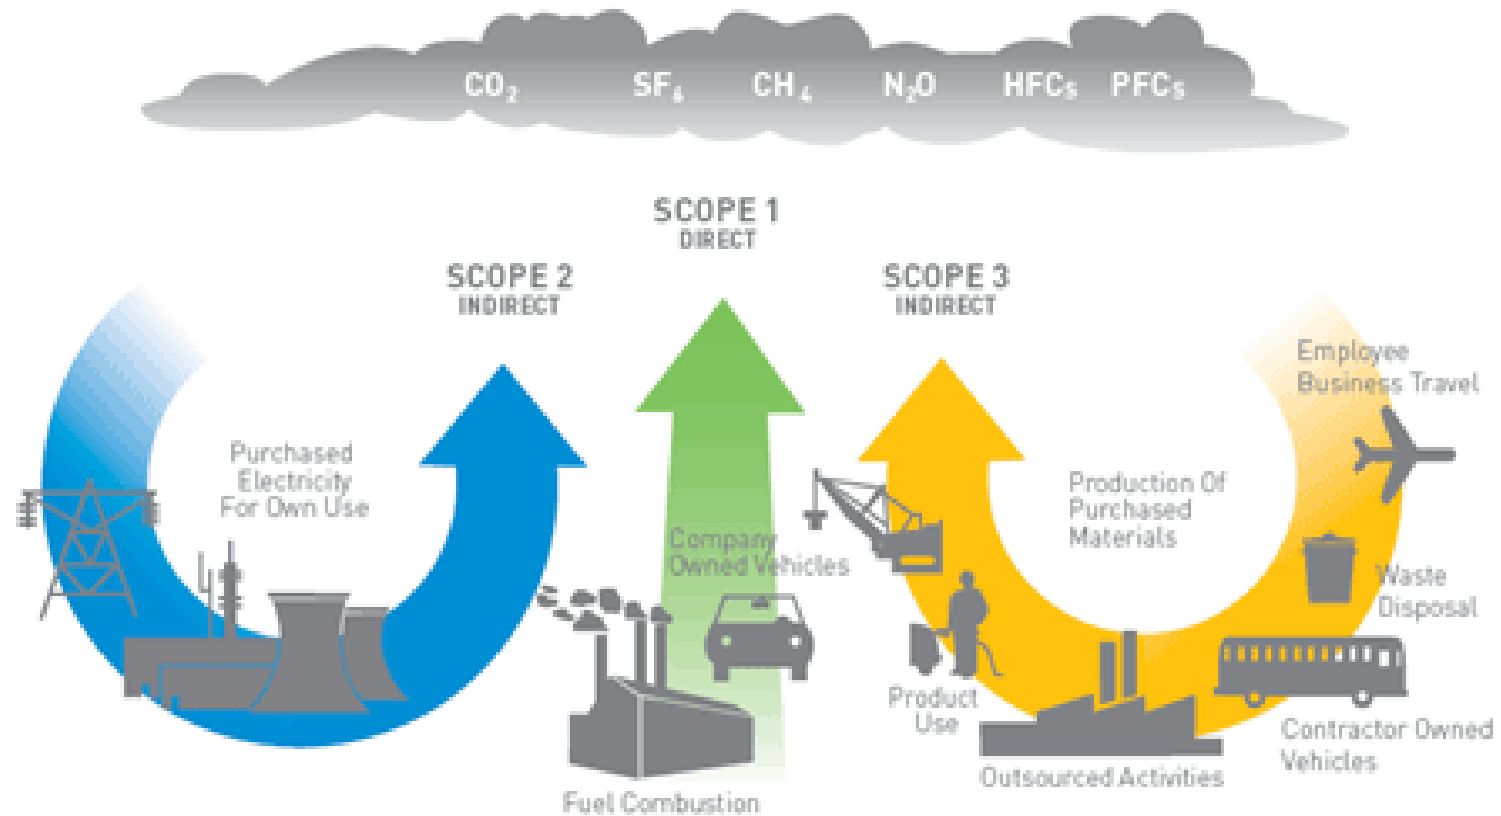 CO₂ SF₆ CH₄ N₂O HFCs PFCs
SCOPE 1
DIRECT
SCOPE 2
INDIRECT
SCOPE 3
INDIRECT
Purchased
Electricity
For Own Use
Company
Owned Vehicles
Fuel Combustion
Production Of
Purchased
Materials
Employee
Business Travel
Waste
Disposal
Product
Use
Contractor Owned
Vehicles
Outsourced Activities